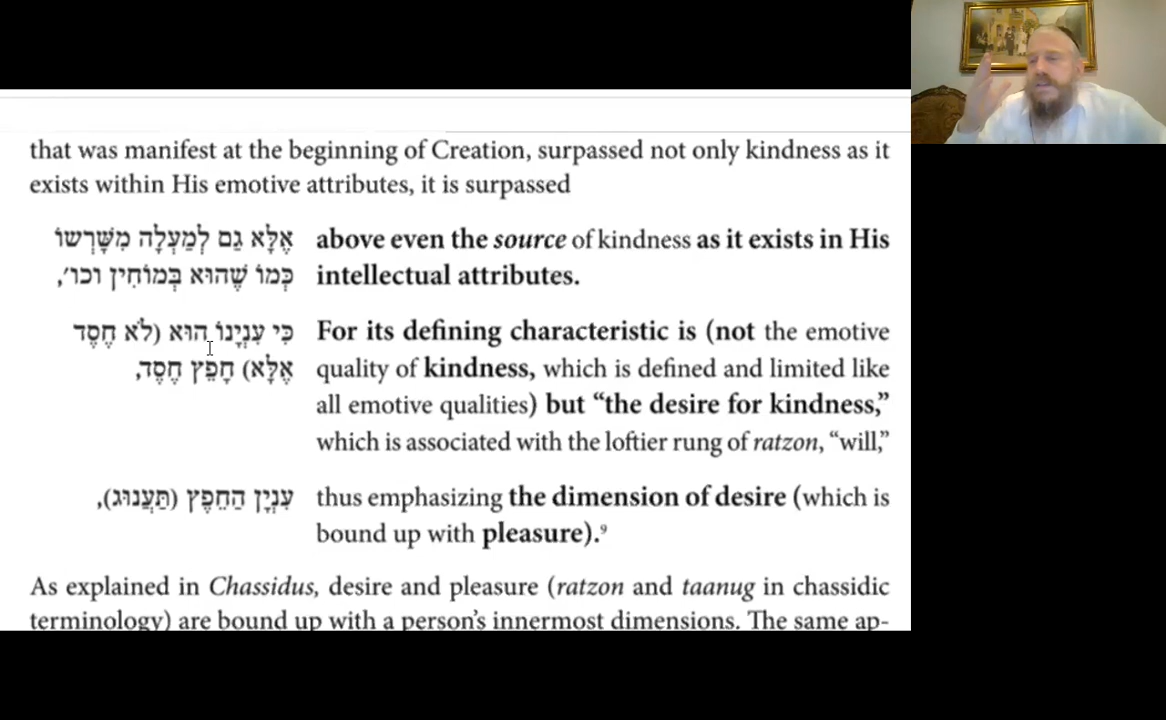 that was manifest at the beginning of Creation, surpassed not only kindness as it
exists within His emotive attributes, it is surpassed
אֶלָּא גַם לְמַעְלָה מִשָּׁרְשׁוֹ
כְּמוֹ שֶׁהוּא בְּמוֹחִין וכו׳,
above even the source of kindness as it exists in His
intellectual attributes.
כִּי עִנְיָנוֹ הוּא (לֹא חֶסֶד
אֶלָּא) חָפֵץ חֶסֶד,
For its defining characteristic is (not the emotive
quality of kindness, which is defined and limited like
all emotive qualities) but “the desire for kindness,”
which is associated with the loftier rung of ratzon, “will,”
עִנְיַן הַחֵפֶץ (תַּעֲנוּג),
thus emphasizing the dimension of desire (which is
bound up with pleasure).⁹
As explained in Chassidus, desire and pleasure (ratzon and taanug in chassidic
terminology) are bound up with a person’s innermost dimensions. The same ap-